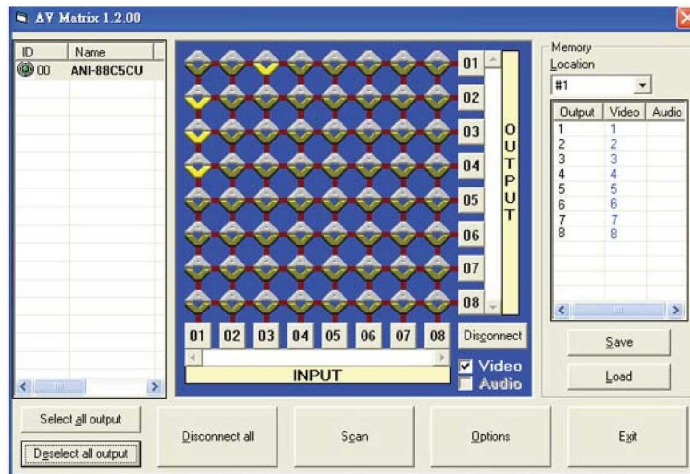 AV Matrix 1.2.00
ID Name
00 ANI-88C5CU
01
02
03
04
05
06
07
08
OUTPUT
01 02 03 04 05 06 07 08 Disconnect
INPUT
Video
Audio
Memory
Location
#1
Output Video Audio
1 1
2 2
3 3
4 4
5 5
6 6
7 7
8 8
Save
Load
Select all output
Deselect all output
Disconnect all
Scan
Options
Exit